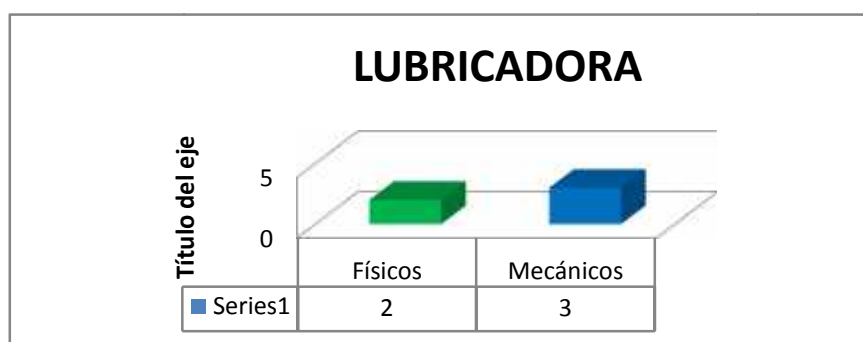 LUBRICADORA
Título del eje
5
0
Físicos Mecánicos
Series1 2 3